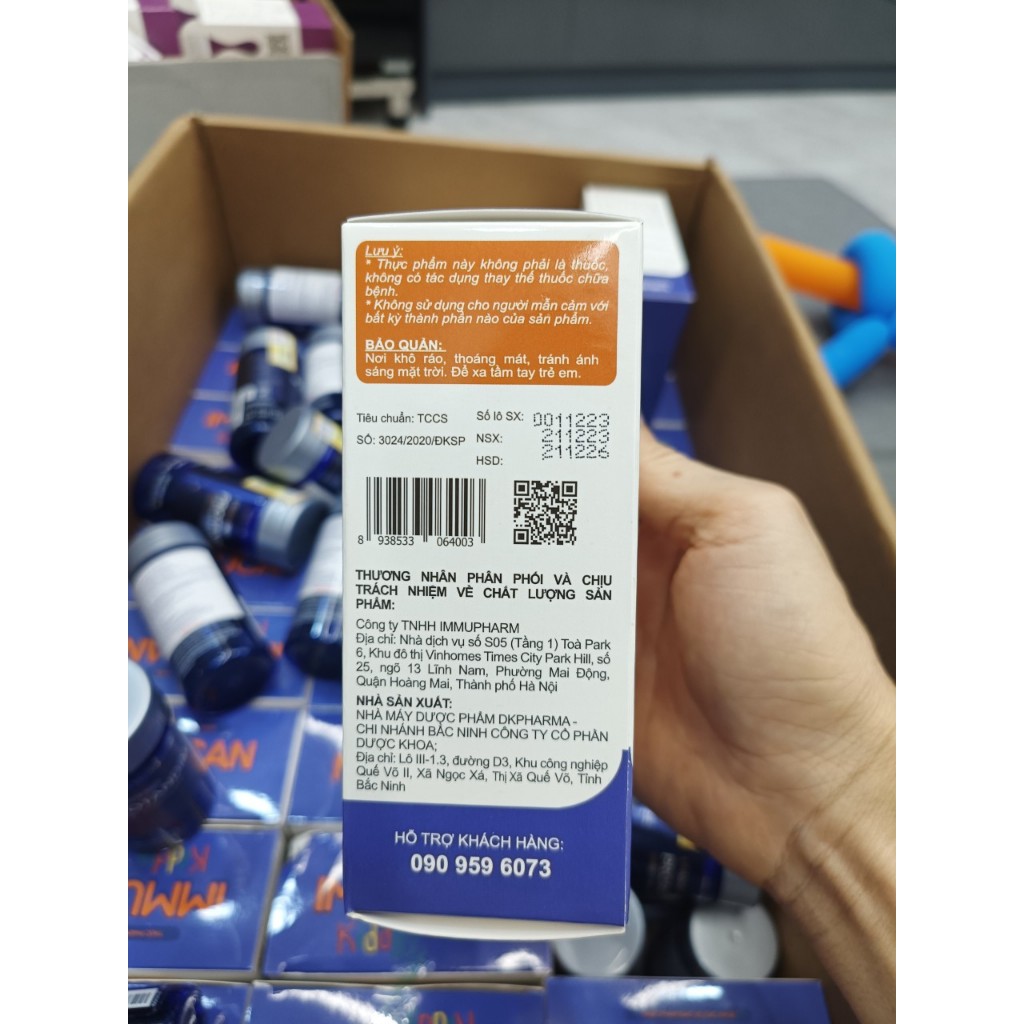 Lưu ý:
* Thực phẩm này không phải là thuốc,
không có tác dụng thay thế thuốc chữa
bệnh.
* Không sử dụng cho người mẫn cảm với
bất kỳ thành phần nào của sản phẩm.
BẢO QUẢN:
Nơi khô ráo, thoáng mát, tránh ánh
sáng mặt trời. Để xa tầm tay trẻ em.
Tiêu chuẩn: TCCS
SỐ: 3024/2020/ĐKSP
Số lô SX: 0011223
NSX: 211223
HSD: 211226
8 938533 064003
THƯƠNG NHÂN PHÂN PHỐI VÀ CHỊU
TRÁCH NHIỆM VỀ CHẤT LƯỢNG SẢN
PHẨM:
Công ty TNHH IMMUPHARM
Địa chỉ: Nhà dịch vụ số S05 (Tầng 1) Toà Park
6, Khu đô thị Vinhomes Times City Park Hill, số
25, ngõ 13 Lĩnh Nam, Phường Mai Động,
Quận Hoàng Mai, Thành phố Hà Nội
NHÀ SẢN XUẤT:
NHÀ MÁY DƯỢC PHẨM DKPHARMA -
CHI NHÁNH BẮC NINH CÔNG TY CỔ PHẦN
DƯỢC KHOA;
Địa chỉ: Lô III-1.3, đường D3, Khu công nghiệp
Quế Võ II, Xã Ngọc Xá, Thị Xã Quế Võ, Tỉnh
Bắc Ninh
HỖ TRỢ KHÁCH HÀNG:
090 959 6073